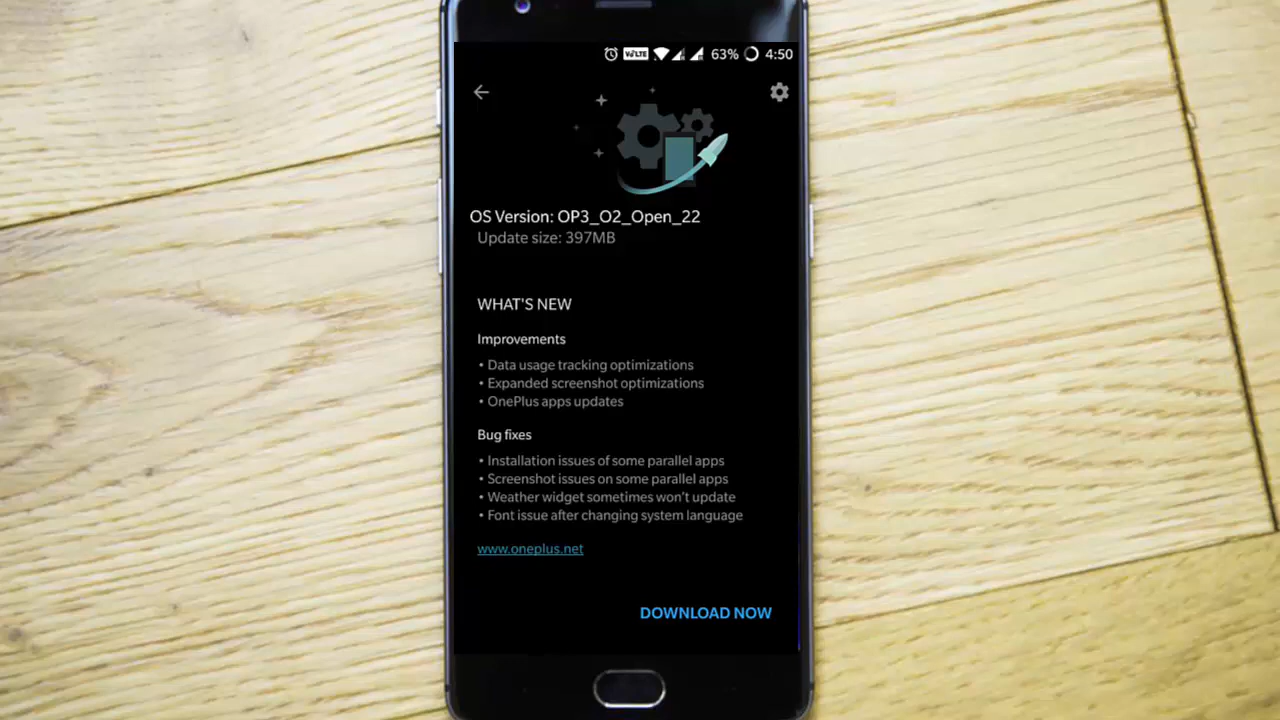 VoLTE 63% 4:50
OS Version: OP3_O2_Open_22
Update size: 397MB
WHAT'S NEW
Improvements
• Data usage tracking optimizations
• Expanded screenshot optimizations
• OnePlus apps updates
Bug fixes
• Installation issues of some parallel apps
• Screenshot issues on some parallel apps
• Weather widget sometimes won't update
• Font issue after changing system language
www.oneplus.net
DOWNLOAD NOW